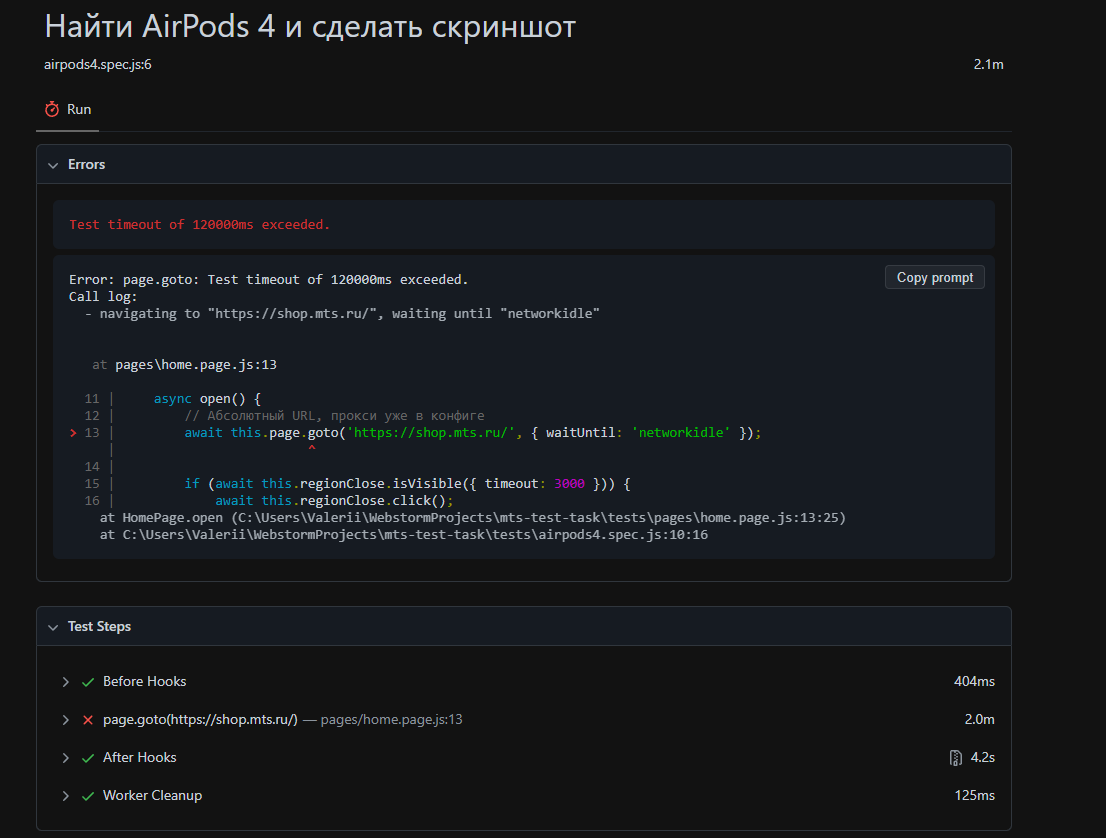 Найти AirPods 4 и сделать скриншот
airpods4.spec.js:6 2.1m
Run
Errors
Test timeout of 120000ms exceeded.
Copy prompt
Error: page.goto: Test timeout of 120000ms exceeded.
Call log:
  - navigating to "https://shop.mts.ru/", waiting until "networkidle"
   at pages\home.page.js:13
  11 |     async open() {
  12 |         // Абсолютный URL, прокси уже в конфиге
> 13 |         await this.page.goto('https://shop.mts.ru/', { waitUntil: 'networkidle' });
     |                         ^
  14 |
  15 |         if (await this.regionClose.isVisible({ timeout: 3000 })) {
  16 |             await this.regionClose.click();
    at HomePage.open (C:\Users\Valerii\WebstormProjects\mts-test-task\tests\pages\home.page.js:13:25)
    at C:\Users\Valerii\WebstormProjects\mts-test-task\tests\airpods4.spec.js:10:16
Test Steps
Before Hooks 404ms
page.goto(https://shop.mts.ru/) — pages/home.page.js:13 2.0m
After Hooks 4.2s
Worker Cleanup 125ms